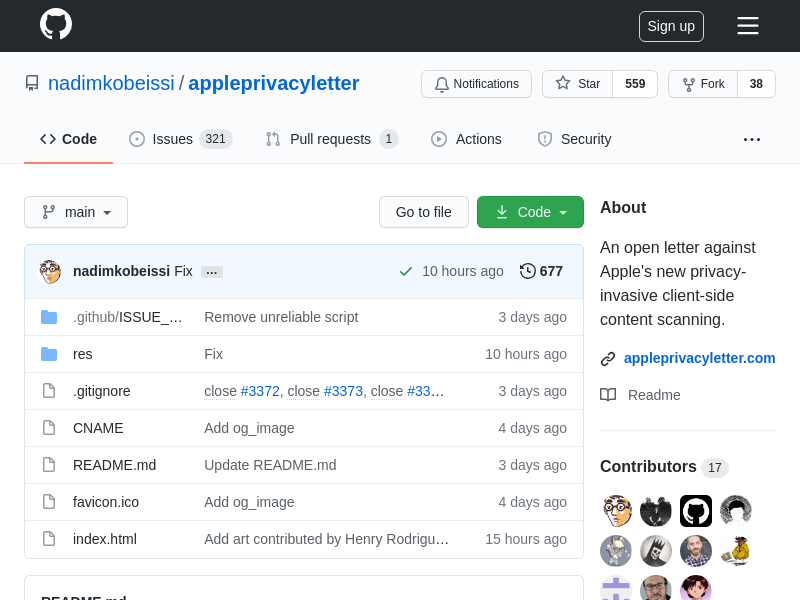 Sign up
nadimkobeissi / appleprivacyletter
Notifications Star 559 Fork 38
Code Issues 321 Pull requests 1 Actions Security ...
main Go to file Code
nadimkobeissi Fix ... 10 hours ago 677
.github/ISSUE_... Remove unreliable script 3 days ago
res Fix 10 hours ago
.gitignore close #3372, close #3373, close #33... 3 days ago
CNAME Add og_image 4 days ago
README.md Update README.md 3 days ago
favicon.ico Add og_image 4 days ago
index.html Add art contributed by Henry Rodrigu... 15 hours ago
README.md
About
An open letter against
Apple's new privacy-
invasive client-side
content scanning.
appleprivacyletter.com
Readme
Contributors 17